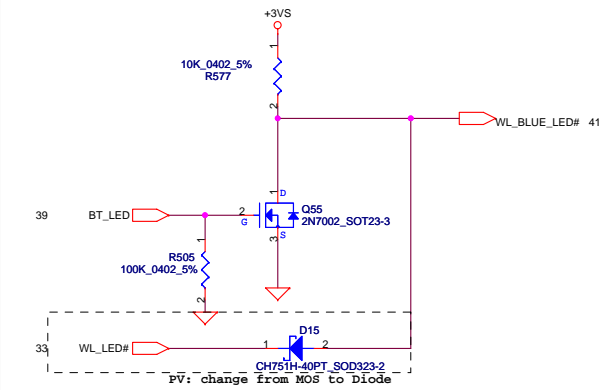 +3VS
1
10K_0402_5%
R577
2
WL_BLUE_LED# 41
1
D
39 BT_LED 2 G
Q55
2N7002_SOT23-3
3 S
1
R505
100K_0402_5%
2
D15
33 WL_LED# 1 2
CH751H-40PT_SOD323-2
PV: change from MOS to Diode